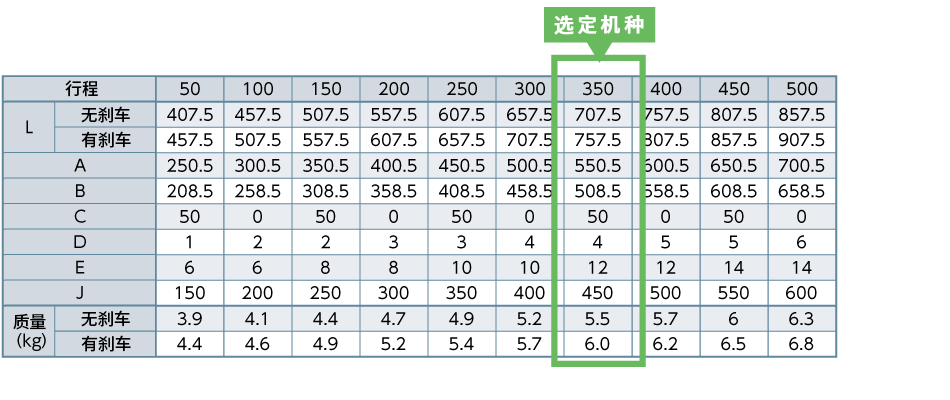 选定机种
行程 50 100 150 200 250 300 350 400 450 500
L 无刹车 407.5 457.5 507.5 557.5 607.5 657.5 707.5 757.5 807.5 857.5
有刹车 457.5 507.5 557.5 607.5 657.5 707.5 757.5 807.5 857.5 907.5
A 250.5 300.5 350.5 400.5 450.5 500.5 550.5 600.5 650.5 700.5
B 208.5 258.5 308.5 358.5 408.5 458.5 508.5 558.5 608.5 658.5
C 50 0 50 0 50 0 50 0 50 0
D 1 2 2 3 3 4 4 5 5 6
E 6 6 8 8 10 10 12 12 14 14
J 150 200 250 300 350 400 450 500 550 600
质量(kg) 无刹车 3.9 4.1 4.4 4.7 4.9 5.2 5.5 5.7 6 6.3
有刹车 4.4 4.6 4.9 5.2 5.4 5.7 6.0 6.2 6.5 6.8